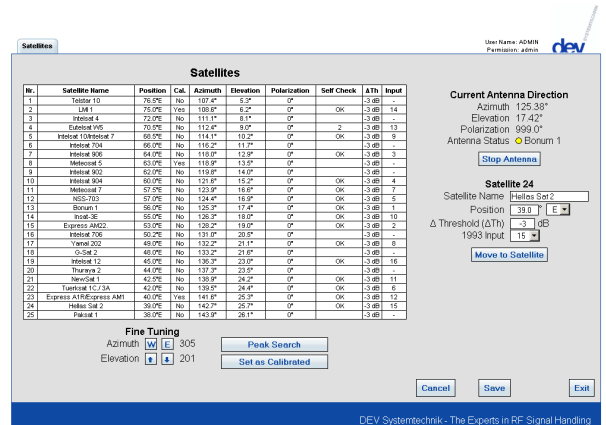 Satellites
User Name: ADMIN
Permission: admin
dev
Satellites
Nr. Satellite Name Position Cal. Azimuth Elevation Polarization Self Check ΔTh Input
1 Telstar 10 76.5°E No 107.4° 5.3° 0° -3 dB -
2 LMI 1 75.0°E Yes 108.6° 6.2° 0° OK -3 dB 14
3 Intelsat 4 72.0°E No 111.1° 8.1° 0° -3 dB -
4 Eutelsat W5 70.5°E No 112.4° 9.0° 0° 2 -3 dB 13
5 Intelsat 10/Intelsat 7 68.5°E No 114.1° 10.2° 0° OK -3 dB 9
6 Intelsat 704 66.0°E No 116.2° 11.7° 0° -3 dB -
7 Intelsat 906 64.0°E No 118.0° 12.9° 0° OK -3 dB 3
8 Meteosat 5 63.0°E Yes 118.9° 13.5° 0° -3 dB -
9 Intelsat 902 62.0°E No 119.8° 14.0° 0° -3 dB -
10 Intelsat 904 60.0°E No 121.6° 15.2° 0° OK -3 dB 4
11 Meteosat 7 57.5°E No 123.9° 16.6° 0° OK -3 dB 7
12 NSS-703 57.0°E No 124.4° 16.9° 0° OK -3 dB 5
13 Bonum 1 56.0°E No 125.3° 17.4° 0° OK -3 dB 1
14 Insat-3E 55.0°E No 126.3° 18.0° 0° OK -3 dB 10
15 Express AM22. 53.0°E No 128.2° 19.0° 0° OK -3 dB 2
16 Intelsat 706 50.2°E No 131.0° 20.5° 0° -3 dB -
17 Yamal 202 49.0°E No 132.2° 21.1° 0° OK -3 dB 8
18 G-Sat 2 48.0°E No 133.2° 21.6° 0° -3 dB -
19 Intelsat 12 45.0°E No 136.3° 23.0° 0° OK -3 dB 16
20 Thuraya 2 44.0°E No 137.3° 23.5° 0° -3 dB -
21 NewSat 1 42.5°E No 138.9° 24.2° 0° OK -3 dB 11
22 Tuerksat 1C / 3A 42.0°E No 139.5° 24.4° 0° OK -3 dB 6
23 Express A1R/Express AM1 40.0°E Yes 141.6° 25.3° 0° OK -3 dB 12
24 Hellas Sat 2 39.0°E No 142.7° 25.7° 0° OK -3 dB 15
25 Paksat 1 38.0°E No 143.9° 26.1° 0° -3 dB -
Current Antenna Direction
Azimuth 125.38°
Elevation 17.42°
Polarization 999.0°
Antenna Status Bonum 1
Stop Antenna
Satellite 24
Satellite Name Hellas Sat 2
Position 39.0 ° E
Δ Threshold (ΔTh) -3 dB
1993 Input 15
Move to Satellite
Fine Tuning
Azimuth W E 305
Elevation 201
Peak Search
Set as Calibrated
Cancel Save Exit
DEV Systemtechnik - The Experts in RF Signal Handling